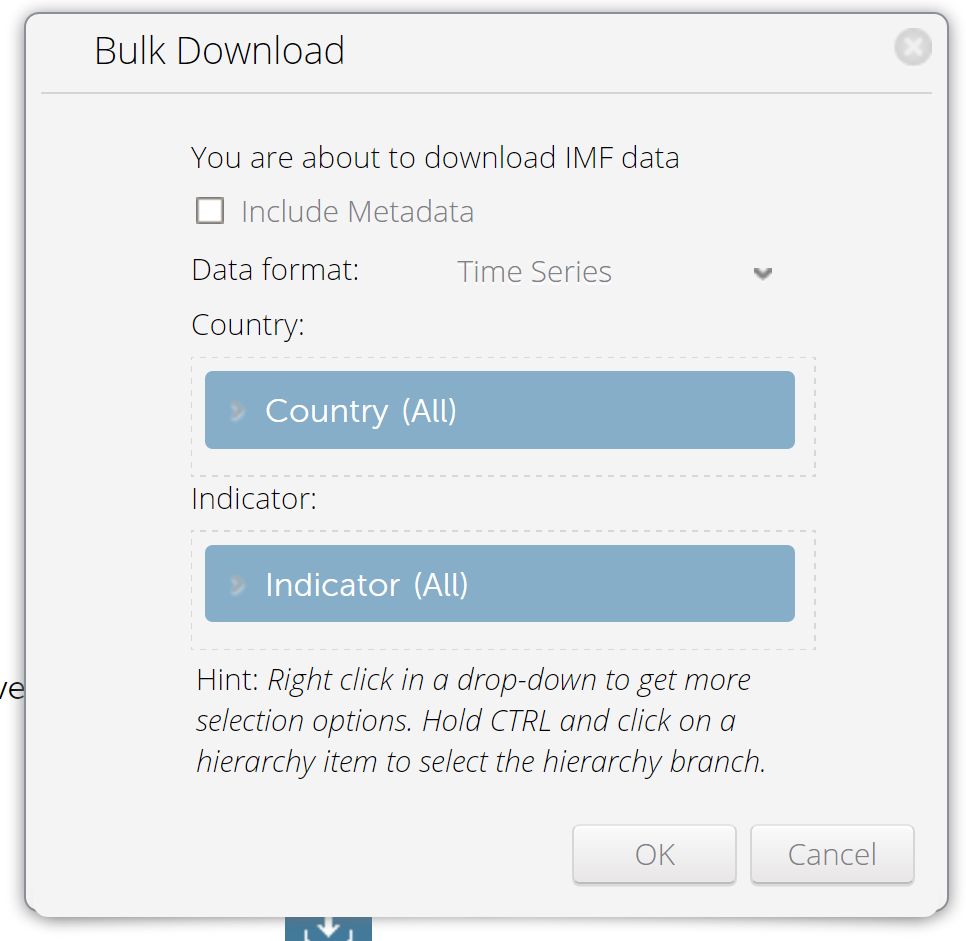 Bulk Download
You are about to download IMF data
Include Metadata
Data format: Time Series
Country:
Country (All)
Indicator:
Indicator (All)
Hint: Right click in a drop-down to get more
selection options. Hold CTRL and click on a
hierarchy item to select the hierarchy branch.
ve
OK Cancel